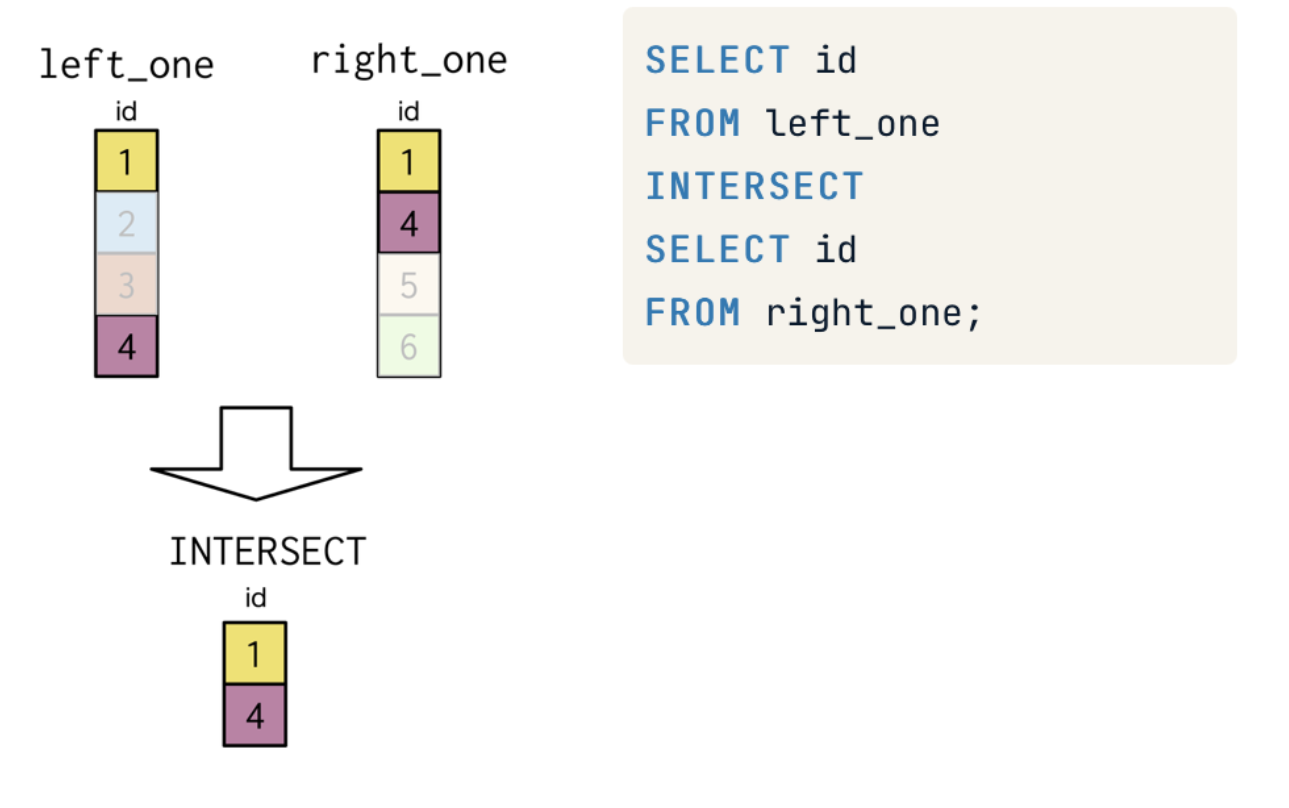 left_one
id
1
2
3
4
right_one
id
1
4
5
6
INTERSECT
id
1
4
SELECT id
FROM left_one
INTERSECT
SELECT id
FROM right_one;